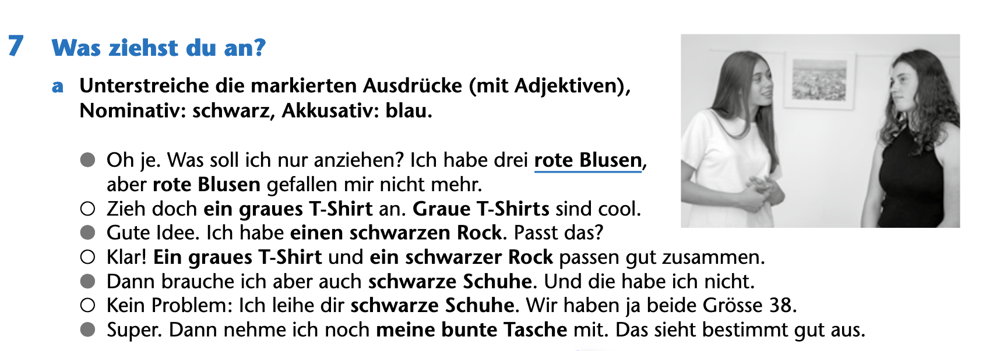 7 Was ziehst du an?
a Unterstreiche die markierten Ausdrücke (mit Adjektiven),
Nominativ: schwarz, Akkusativ: blau.
Oh je. Was soll ich nur anziehen? Ich habe drei rote Blusen,
aber rote Blusen gefallen mir nicht mehr.
Zieh doch ein graues T-Shirt an. Graue T-Shirts sind cool.
Gute Idee. Ich habe einen schwarzen Rock. Passt das?
Klar! Ein graues T-Shirt und ein schwarzer Rock passen gut zusammen.
Dann brauche ich aber auch schwarze Schuhe. Und die habe ich nicht.
Kein Problem: Ich leihe dir schwarze Schuhe. Wir haben ja beide Grösse 38.
Super. Dann nehme ich noch meine bunte Tasche mit. Das sieht bestimmt gut aus.